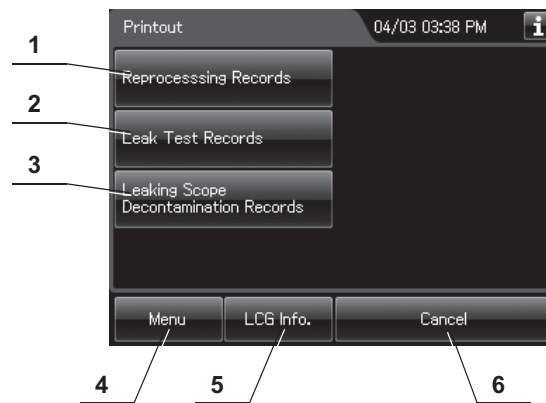 Printout
04/03 03:38 PM
i
1
Reprocesssing Records
2
Leak Test Records
3
Leaking Scope
Decontamination Records
Menu
LCG Info.
Cancel
4
5
6